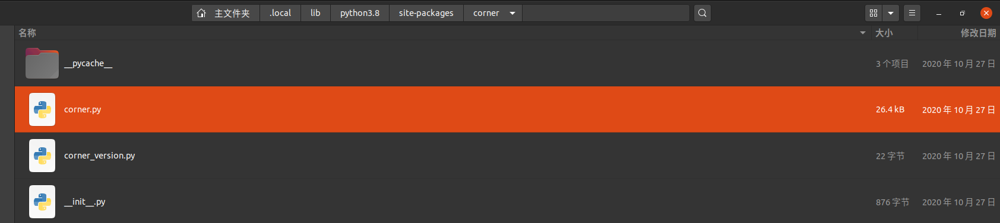 主文件夹 .local lib python3.8 site-packages corner
名称 大小 修改日期
__pycache__ 3 个项目 2020 年 10 月 27 日
corner.py 26.4 kB 2020 年 10 月 27 日
corner_version.py 22 字节 2020 年 10 月 27 日
__init__.py 876 字节 2020 年 10 月 27 日